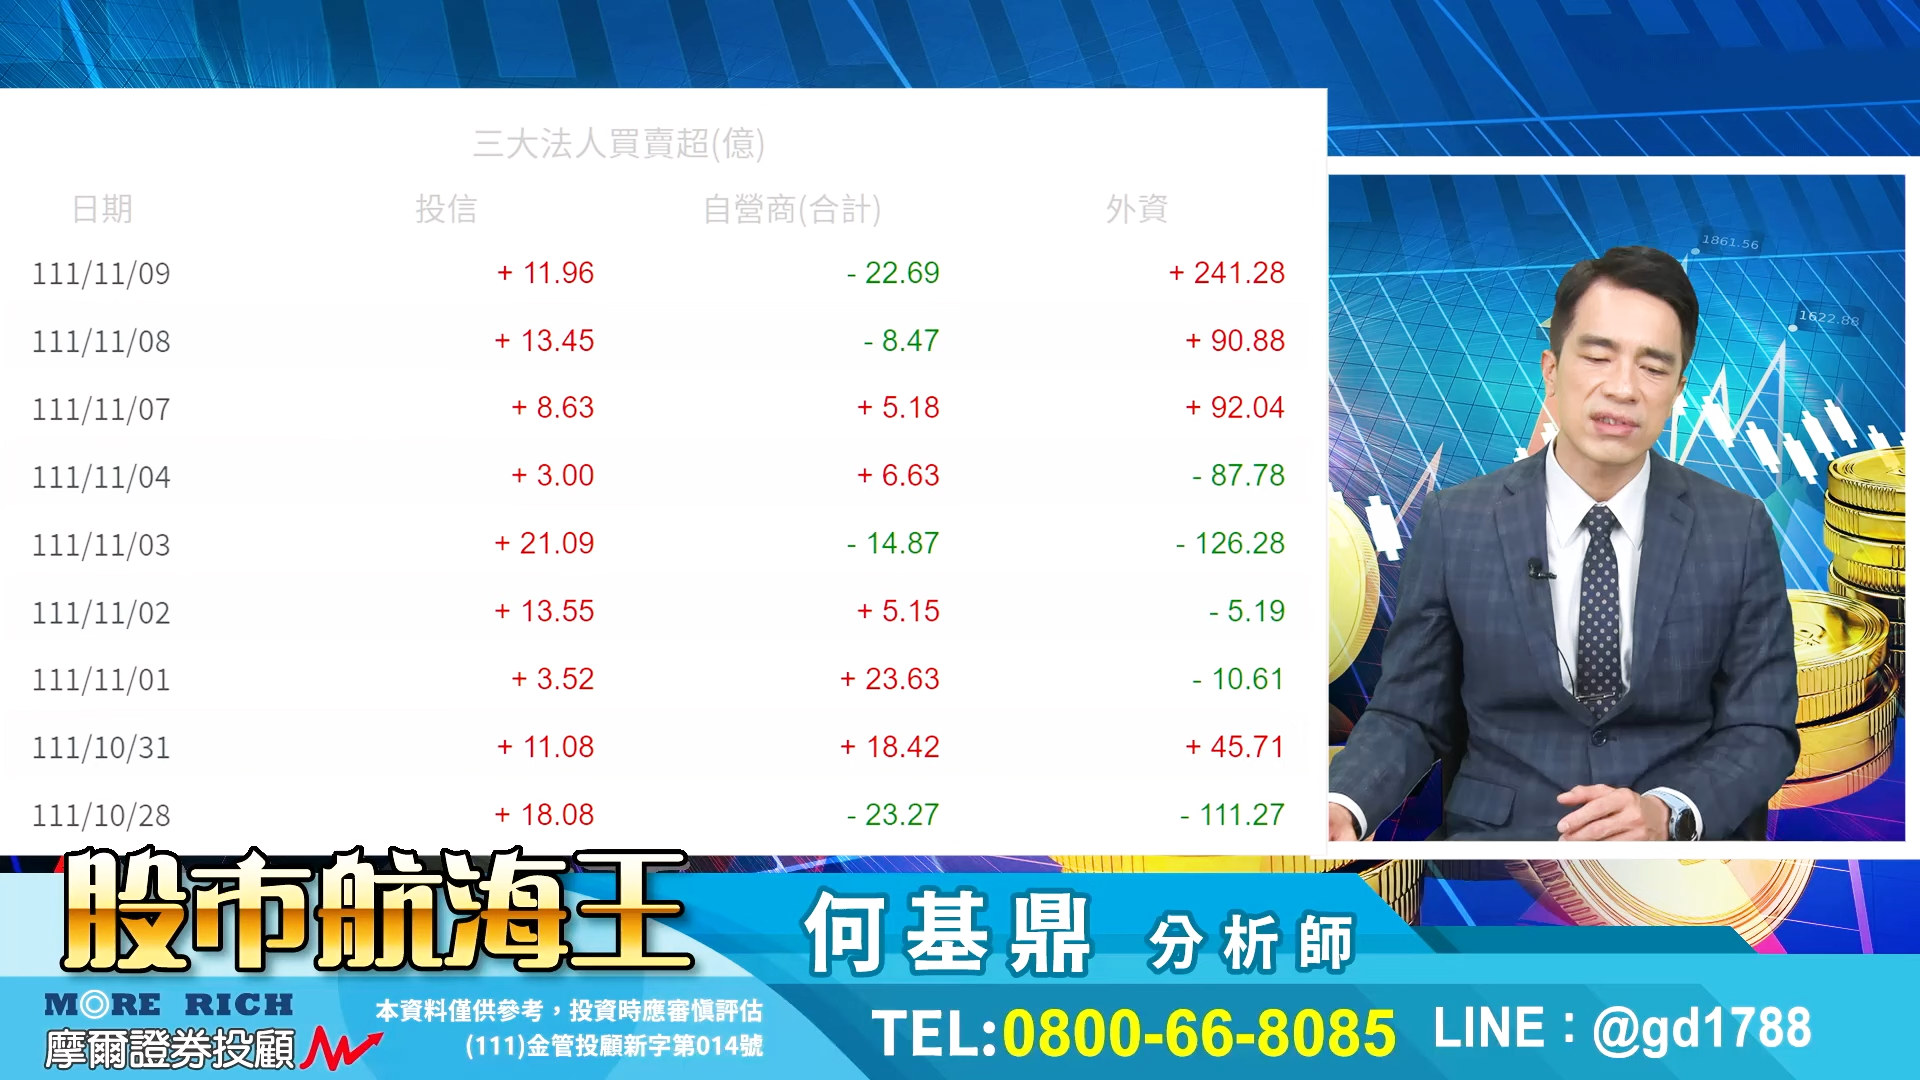 三大法人買賣超(億)
日期 投信 自營商(合計) 外資
111/11/09 + 11.96 - 22.69 + 241.28
111/11/08 + 13.45 - 8.47 + 90.88
111/11/07 + 8.63 + 5.18 + 92.04
111/11/04 + 3.00 + 6.63 - 87.78
111/11/03 + 21.09 - 14.87 - 126.28
111/11/02 + 13.55 + 5.15 - 5.19
111/11/01 + 3.52 + 23.63 - 10.61
111/10/31 + 11.08 + 18.42 + 45.71
111/10/28 + 18.08 - 23.27 - 111.27
1861.56
1622.88
股市航海王
何基鼎 分析師
MORE RICH
摩爾證券投顧
本資料僅供參考，投資時應審慎評估
(111)金管投顧新字第014號
TEL:0800-66-8085
LINE：@gd1788